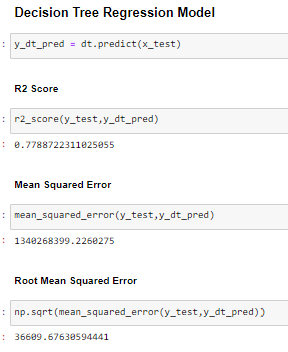 Decision Tree Regression Model
: y_dt_pred = dt.predict(x_test)
R2 Score
: r2_score(y_test,y_dt_pred)
: 0.7788722311025055
Mean Squared Error
: mean_squared_error(y_test,y_dt_pred)
: 1340268399.2260275
Root Mean Squared Error
: np.sqrt(mean_squared_error(y_test,y_dt_pred))
: 36609.67630594441